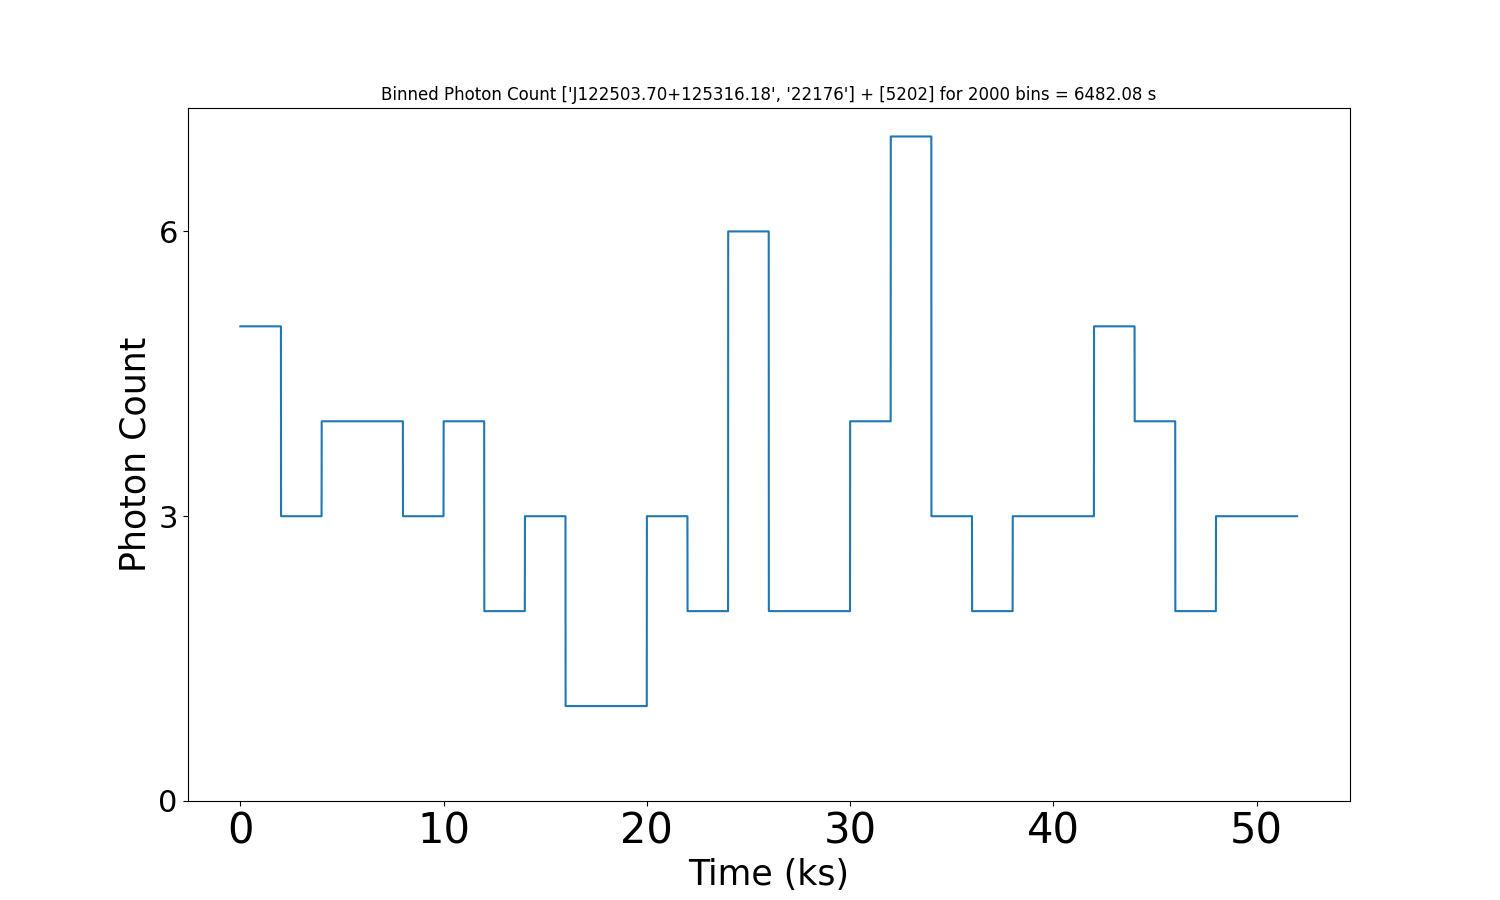 Binned Photon Count ['J122503.70+125316.18', '22176'] + [5202] for 2000 bins = 6482.08 s
6
3
0
Photon Count
0 10 20 30 40 50
Time (ks)